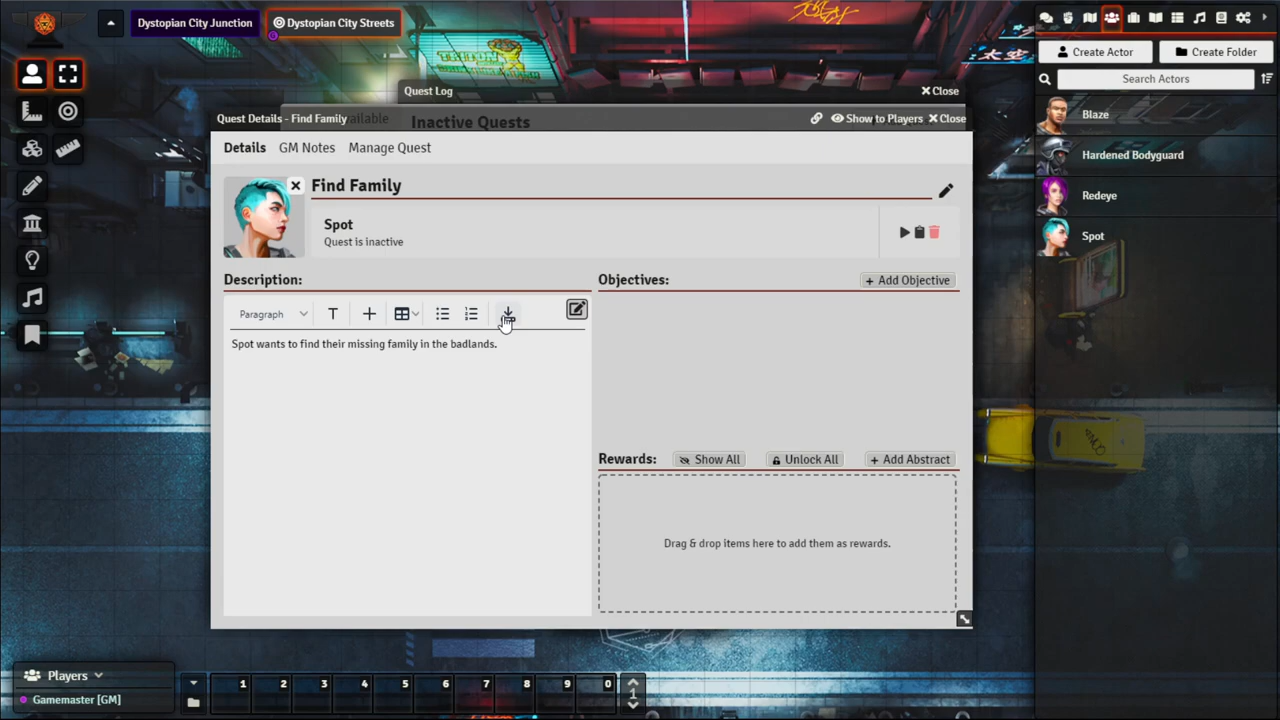 Dystopian City Junction
Dystopian City Streets
G
Create Actor
Create Folder
Search Actors
Blaze
Hardened Bodyguard
Redeye
Spot
Quest Log
Close
Inactive Quests
Quest Details - Find Family
Show to Players
Close
Details
GM Notes
Manage Quest
Find Family
Spot
Quest is inactive
Description:
Paragraph
Spot wants to find their missing family in the badlands.
Objectives:
+ Add Objective
Rewards:
Show All
Unlock All
+ Add Abstract
Drag & drop items here to add them as rewards.
Players
Gamemaster [GM]
1 2 3 4 5 6 7 8 9 0
1